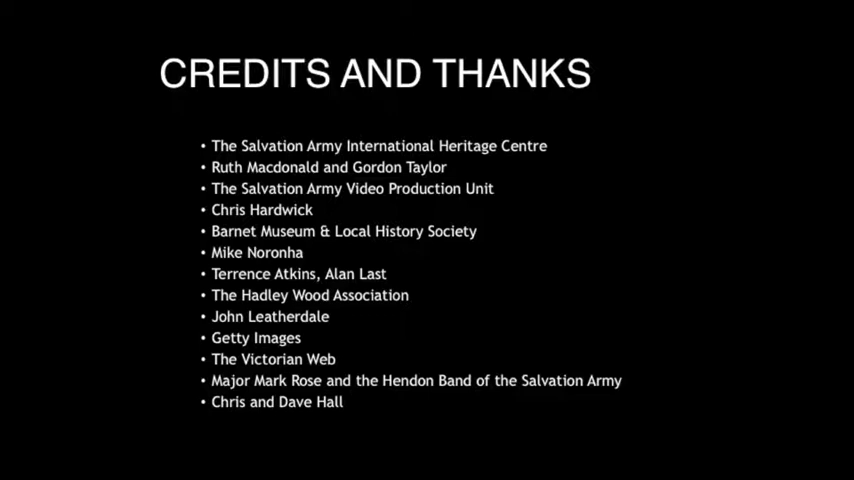 CREDITS AND THANKS
• The Salvation Army International Heritage Centre
• Ruth Macdonald and Gordon Taylor
• The Salvation Army Video Production Unit
• Chris Hardwick
• Barnet Museum & Local History Society
• Mike Noronha
• Terrence Atkins, Alan Last
• The Hadley Wood Association
• John Leatherdale
• Getty Images
• The Victorian Web
• Major Mark Rose and the Hendon Band of the Salvation Army
• Chris and Dave Hall